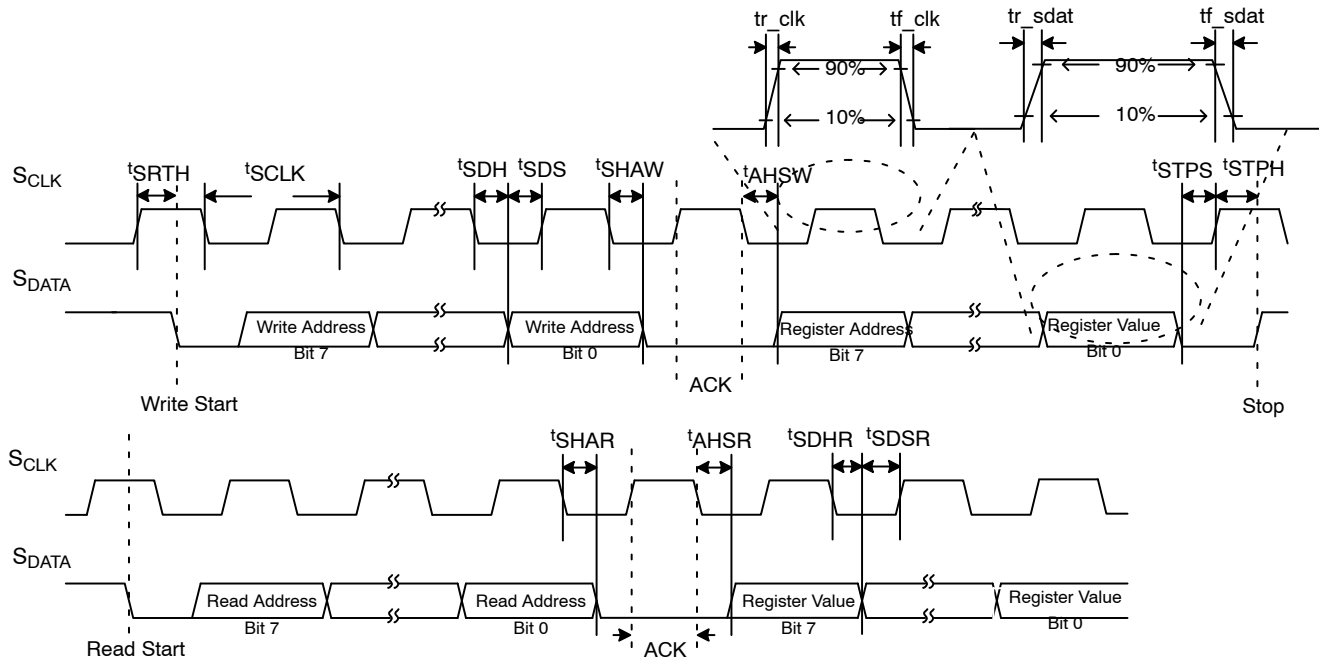 tr_clk tf_clk tr_sdat tf_sdat
90% 90%
10% 10%
SCLK tSRTH tSCLK tSDH tSDS tSHAW tAHSW tSTPS tSTPH
SDATA
Write Address Write Address Register Address Register Value
Bit 7 Bit 0 Bit 7 Bit 0
ACK
Write Start Stop
SCLK tSHAR tAHSR tSDHR tSDSR
SDATA
Read Address Read Address Register Value Register Value
Bit 7 Bit 0 Bit 7 Bit 0
Read Start ACK